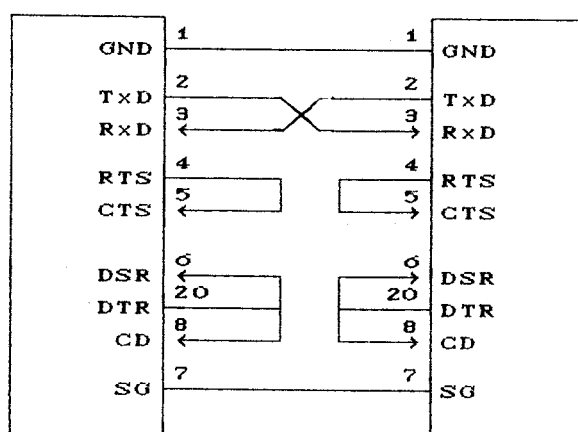 GND 1 1 GND
TxD 2 2 TxD
RxD 3 3 RxD
RTS 4 4 RTS
CTS 5 5 CTS
DSR 6 6 DSR
DTR 20 20 DTR
CD 8 8 CD
SG 7 7 SG